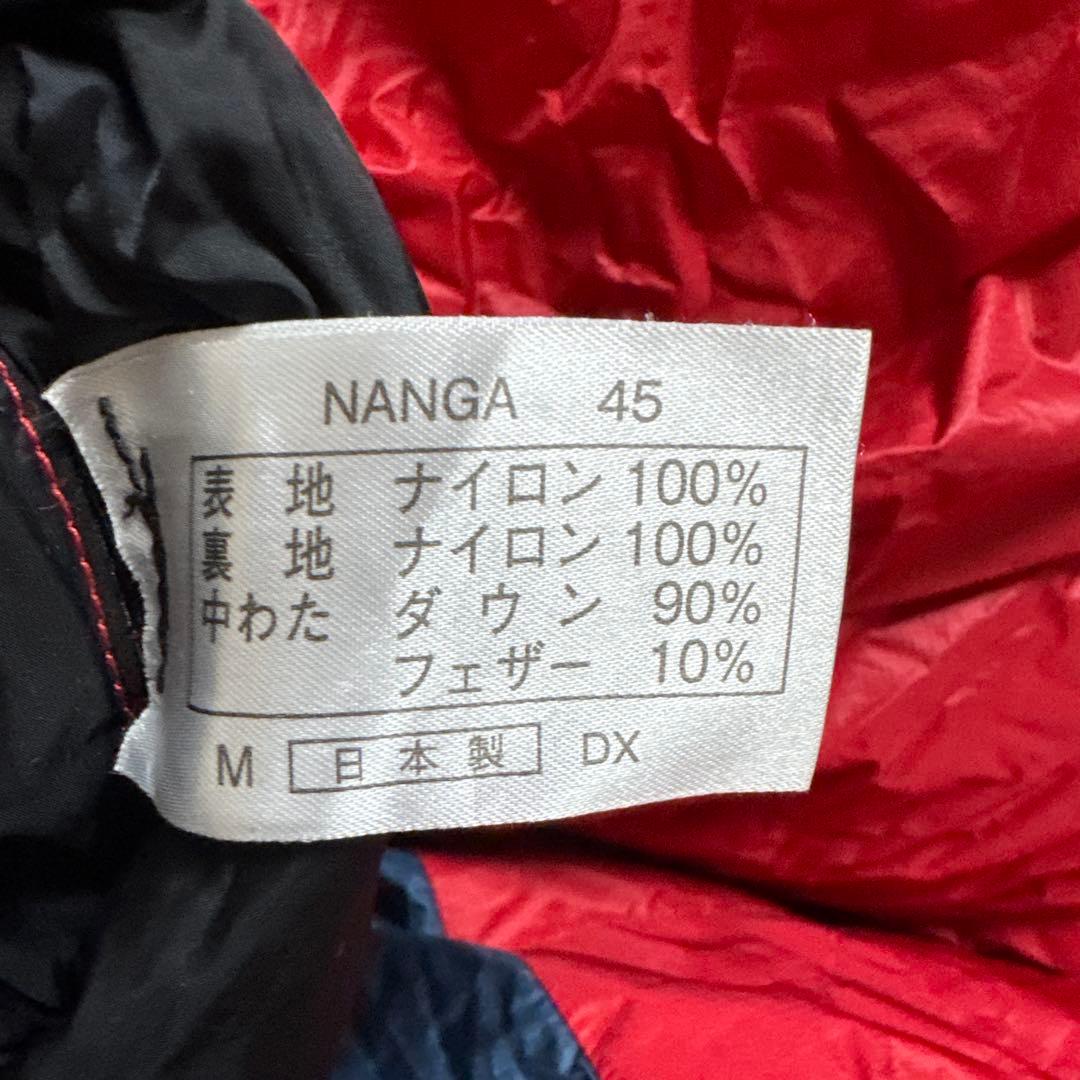 NANGA 45
表地 ナイロン 100%
裏地 ナイロン 100%
中わた ダウン 90%
フェザー 10%
M 日本製 DX